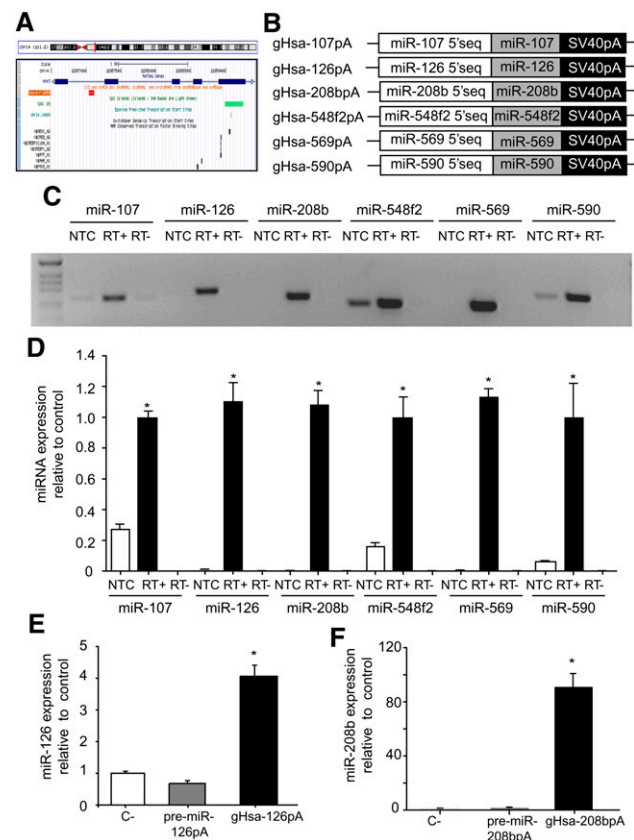 A
B
gHsa-107pA
miR-107 5'seq
miR-107
SV40pA
gHsa-126pA
miR-126 5'seq
miR-126
SV40pA
gHsa-208bpA
miR-208b 5'seq
miR-208b
SV40pA
gHsa-548f2pA
miR-548f2 5'seq
miR-548f2
SV40pA
gHsa-569pA
miR-569 5'seq
miR-569
SV40pA
gHsa-590pA
miR-590 5'seq
miR-590
SV40pA
C
miR-107 miR-126 miR-208b miR-548f2 miR-569 miR-590
NTC RT+ RT- NTC RT+ RT- NTC RT+ RT- NTC RT+ RT- NTC RT+ RT- NTC RT+ RT-
D
miRNA expression
relative to control
1.4
1.2
1.0
0.8
0.6
0.4
0.2
0
* * * * * *
NTC RT+ RT- NTC RT+ RT- NTC RT+ RT- NTC RT+ RT- NTC RT+ RT- NTC RT+ RT-
miR-107 miR-126 miR-208b miR-548f2 miR-569 miR-590
E
miR-126 expression
relative to control
5
4
3
2
1
0
*
C- pre-miR- gHsa-126pA
126pA
F
miR-208b expression
relative to control
120
80
40
0
*
C- pre-miR- gHsa-208bpA
208bpA